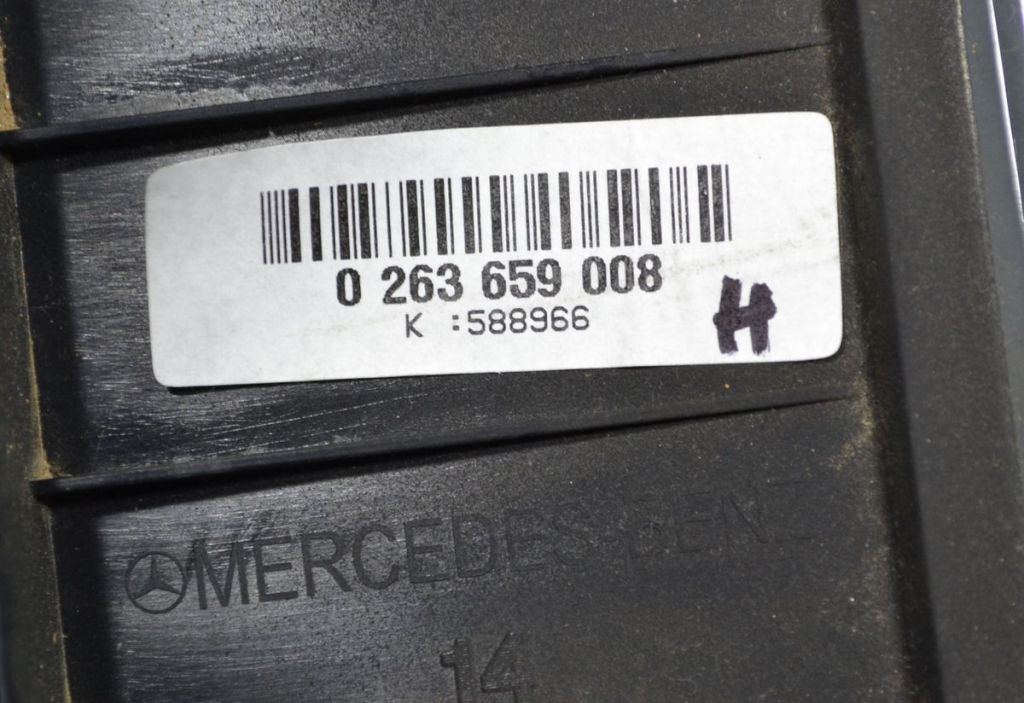 0 263 659 008
K :588966
H
MERCEDES-BENZ
14